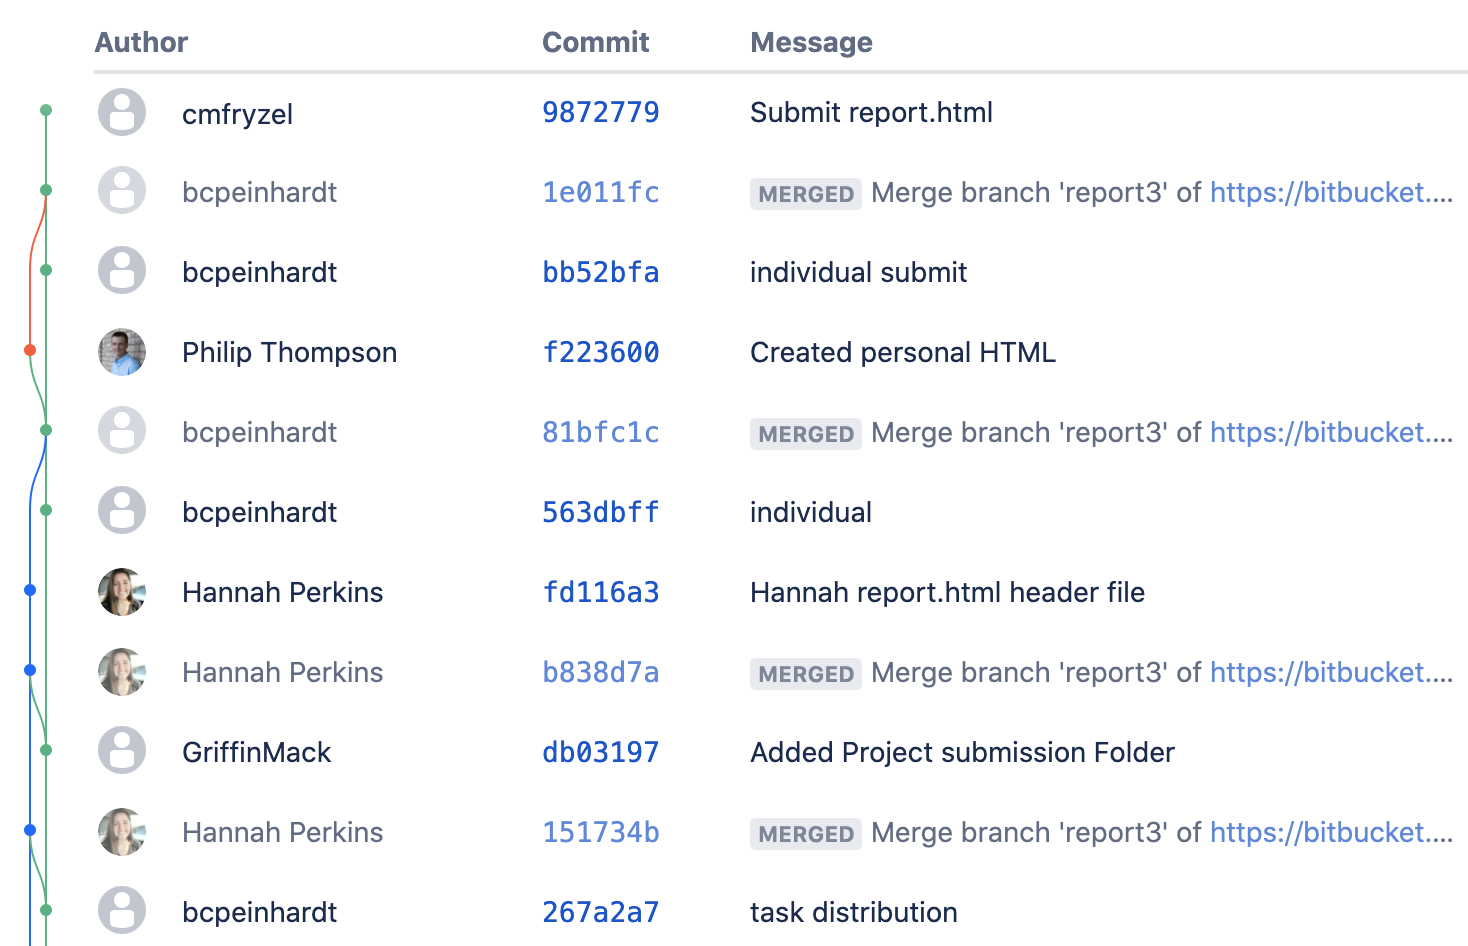 Author Commit Message
cmfryzel 9872779 Submit report.html
bcpeinhardt 1e011fc MERGED Merge branch 'report3' of https://bitbucket....
bcpeinhardt bb52bfa individual submit
Philip Thompson f223600 Created personal HTML
bcpeinhardt 81bfc1c MERGED Merge branch 'report3' of https://bitbucket....
bcpeinhardt 563dbff individual
Hannah Perkins fd116a3 Hannah report.html header file
Hannah Perkins b838d7a MERGED Merge branch 'report3' of https://bitbucket....
GriffinMack db03197 Added Project submission Folder
Hannah Perkins 151734b MERGED Merge branch 'report3' of https://bitbucket....
bcpeinhardt 267a2a7 task distribution